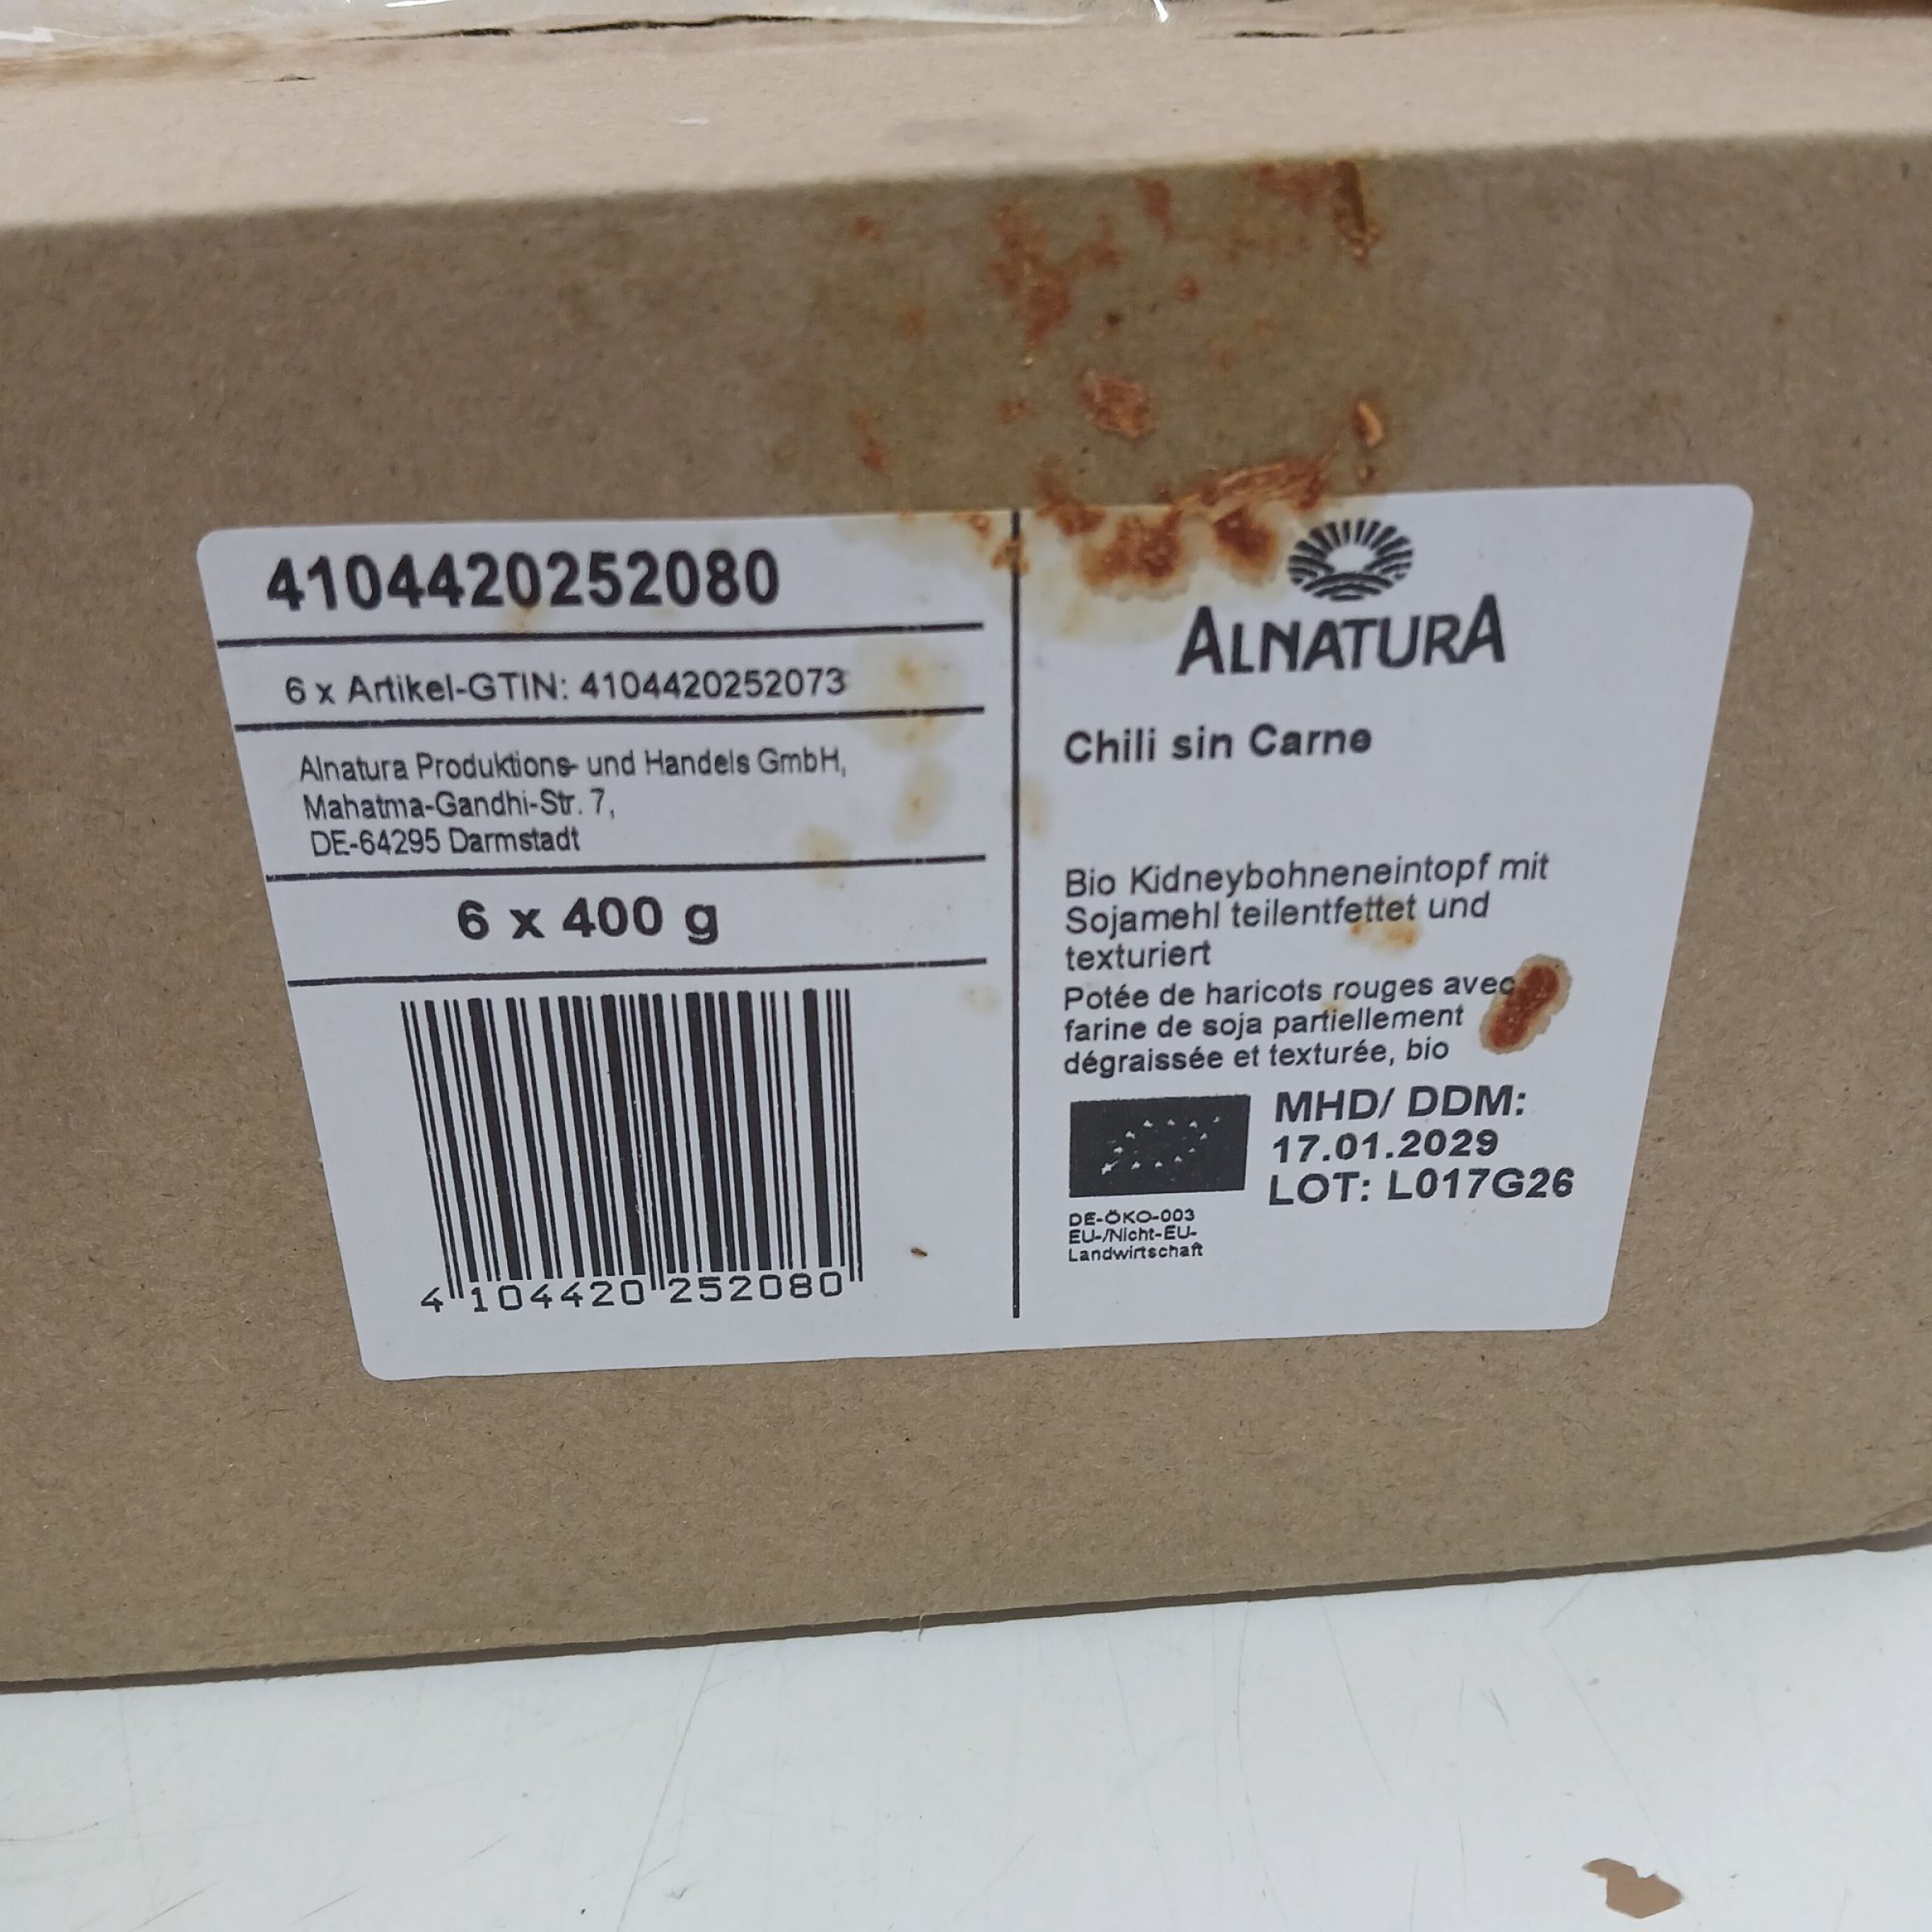 4104420252080
6 x Artikel-GTIN: 4104420252073
Alnatura Produktions- und Handels GmbH,
Mahatma-Gandhi-Str. 7,
DE-64295 Darmstadt
6 x 400 g
4 104420 252080
ALNATURA
Chili sin Carne
Bio Kidneybohneneintopf mit
Sojamehl teilentfettet und
texturiert
Potée de haricots rouges avec
farine de soja partiellement
dégraissée et texturée, bio
MHD/ DDM:
17.01.2029
LOT: L017G26
DE-ÖKO-003
EU-/Nicht-EU-
Landwirtschaft